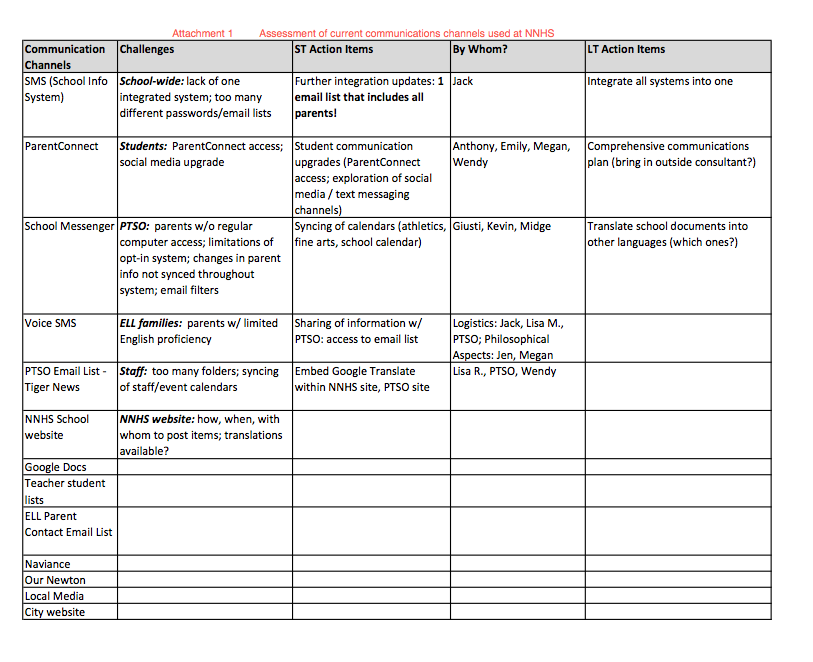 Attachment 1 Assessment of current communications channels used at NNHS
Communication Channels | Challenges | ST Action Items | By Whom? | LT Action Items
SMS (School Info System) | School-wide: lack of one integrated system; too many different passwords/email lists | Further integration updates: 1 email list that includes all parents! | Jack | Integrate all systems into one
ParentConnect | Students: ParentConnect access; social media upgrade | Student communication upgrades (ParentConnect access; exploration of social media / text messaging channels) | Anthony, Emily, Megan, Wendy | Comprehensive communications plan (bring in outside consultant?)
School Messenger | PTSO: parents w/o regular computer access; limitations of opt-in system; changes in parent info not synced throughout system; email filters | Syncing of calendars (athletics, fine arts, school calendar) | Giusti, Kevin, Midge | Translate school documents into other languages (which ones?)
Voice SMS | ELL families: parents w/ limited English proficiency | Sharing of information w/ PTSO: access to email list | Logistics: Jack, Lisa M., PTSO; Philosophical Aspects: Jen, Megan
PTSO Email List - Tiger News | Staff: too many folders; syncing of staff/event calendars | Embed Google Translate within NNHS site, PTSO site | Lisa R., PTSO, Wendy
NNHS School website | NNHS website: how, when, with whom to post items; translations available?
Google Docs
Teacher student lists
ELL Parent Contact Email List
Naviance
Our Newton
Local Media
City website